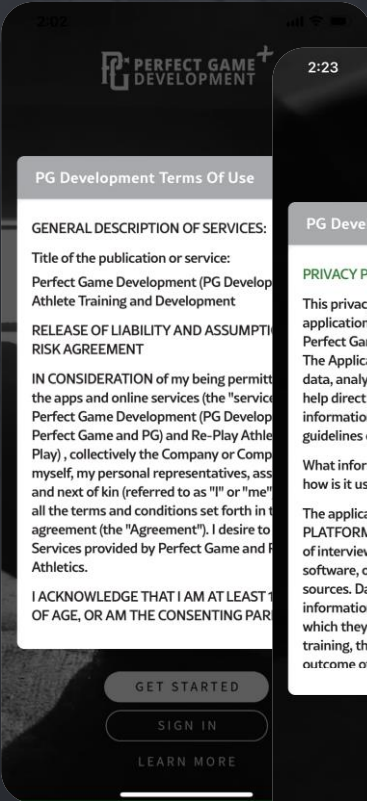 2:02
PERFECT GAME+
DEVELOPMENT
PG Development Terms Of Use
GENERAL DESCRIPTION OF SERVICES:
Title of the publication or service:
Perfect Game Development (PG Develop
Athlete Training and Development
RELEASE OF LIABILITY AND ASSUMPTI
RISK AGREEMENT
IN CONSIDERATION of my being permitt
the apps and online services (the "service
Perfect Game Development (PG Develop
Perfect Game and PG) and Re-Play Athle
Play) , collectively the Company or Comp
myself, my personal representatives, ass
and next of kin (referred to as "I" or "me"
all the terms and conditions set forth in t
agreement (the "Agreement"). I desire to
Services provided by Perfect Game and
Athletics.
I ACKNOWLEDGE THAT I AM AT LEAST 1
OF AGE, OR AM THE CONSENTING PAR
GET STARTED
SIGN IN
LEARN MORE
2:23
PG Deve
PRIVACY P
This privac
application
Perfect Gar
The Applica
data, analy
help direct
information
guidelines
What infor
how is it us
The applica
PLATFORM
of interview
software, o
sources. Da
information
which they
training, th
outcome of